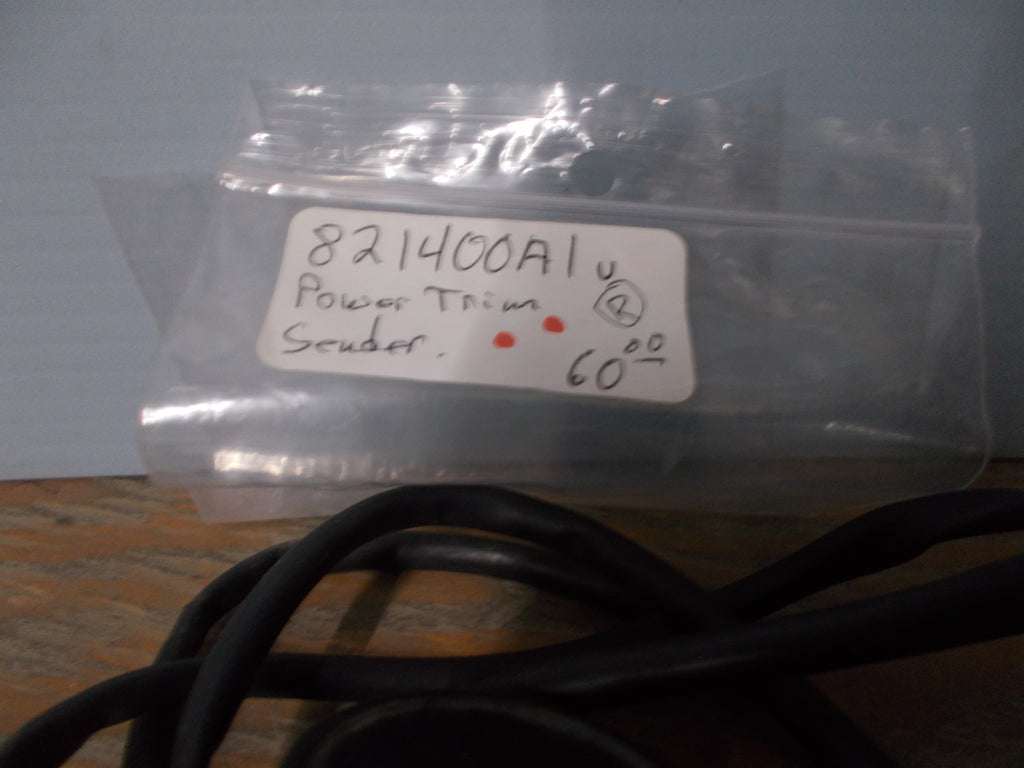 821400A1 U
Power Trim R
Sender.
60.00